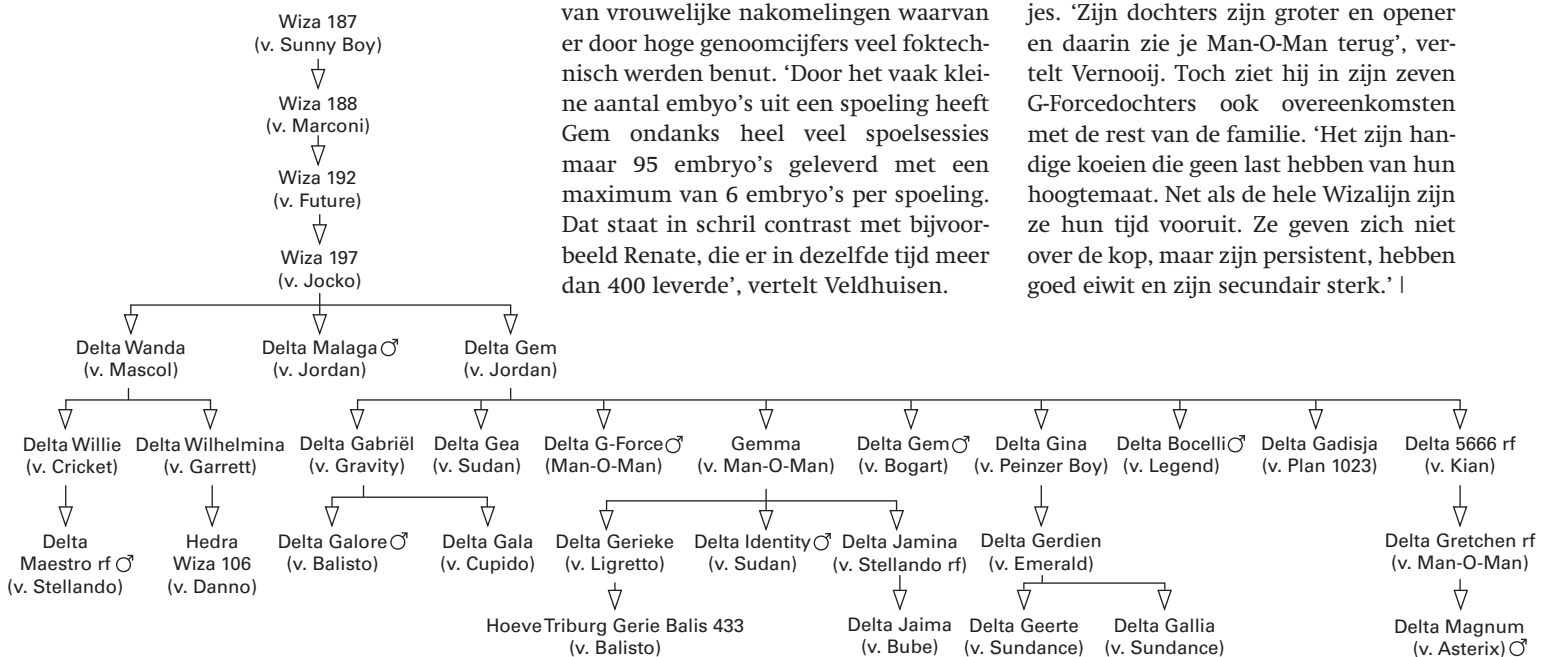 Wiza 187
(v. Sunny Boy)
Wiza 188
(v. Marconi)
Wiza 192
(v. Future)
Wiza 197
(v. Jocko)
van vrouwelijke nakomelingen waarvan
er door hoge genoomcijfers veel foktech-
nisch werden benut. ‘Door het vaak klei-
ne aantal embyo’s uit een spoeling heeft
Gem ondanks heel veel spoelsessies
maar 95 embryo’s geleverd met een
maximum van 6 embryo’s per spoeling.
Dat staat in schril contrast met bijvoor-
beeld Renate, die er in dezelfde tijd meer
dan 400 leverde’, vertelt Veldhuisen.
jes. ‘Zijn dochters zijn groter en opener
en daarin zie je Man-O-Man terug’, ver-
telt Vernooij. Toch ziet hij in zijn zeven
G-Forcedochters ook overeenkomsten
met de rest van de familie. ‘Het zijn han-
dige koeien die geen last hebben van hun
hoogtemaat. Net als de hele Wizalijn zijn
ze hun tijd vooruit. Ze geven zich niet
over de kop, maar zijn persistent, hebben
goed eiwit en zijn secundair sterk.’ |
Delta Wanda
(v. Mascol)
Delta Malaga ♂
(v. Jordan)
Delta Gem
(v. Jordan)
Delta Willie
(v. Cricket)
Delta Wilhelmina
(v. Garrett)
Delta Gabriël
(v. Gravity)
Delta Gea
(v. Sudan)
Delta G-Force ♂
(Man-O-Man)
Gemma
(v. Man-O-Man)
Delta Gem ♂
(v. Bogart)
Delta Gina
(v. Peinzer Boy)
Delta Bocelli ♂
(v. Legend)
Delta Gadisja
(v. Plan 1023)
Delta 5666 rf
(v. Kian)
Delta
Maestro rf ♂
(v. Stellando)
Hedra
Wiza 106
(v. Danno)
Delta Galore ♂
(v. Balisto)
Delta Gala
(v. Cupido)
Delta Gerieke
(v. Ligretto)
Delta Identity ♂
(v. Sudan)
Delta Jamina
(v. Stellando rf)
Delta Gerdien
(v. Emerald)
Delta Gretchen rf
(v. Man-O-Man)
Hoeve Triburg Gerie Balis 433
(v. Balisto)
Delta Jaima
(v. Bube)
Delta Geerte
(v. Sundance)
Delta Gallia
(v. Sundance)
Delta Magnum
(v. Asterix) ♂